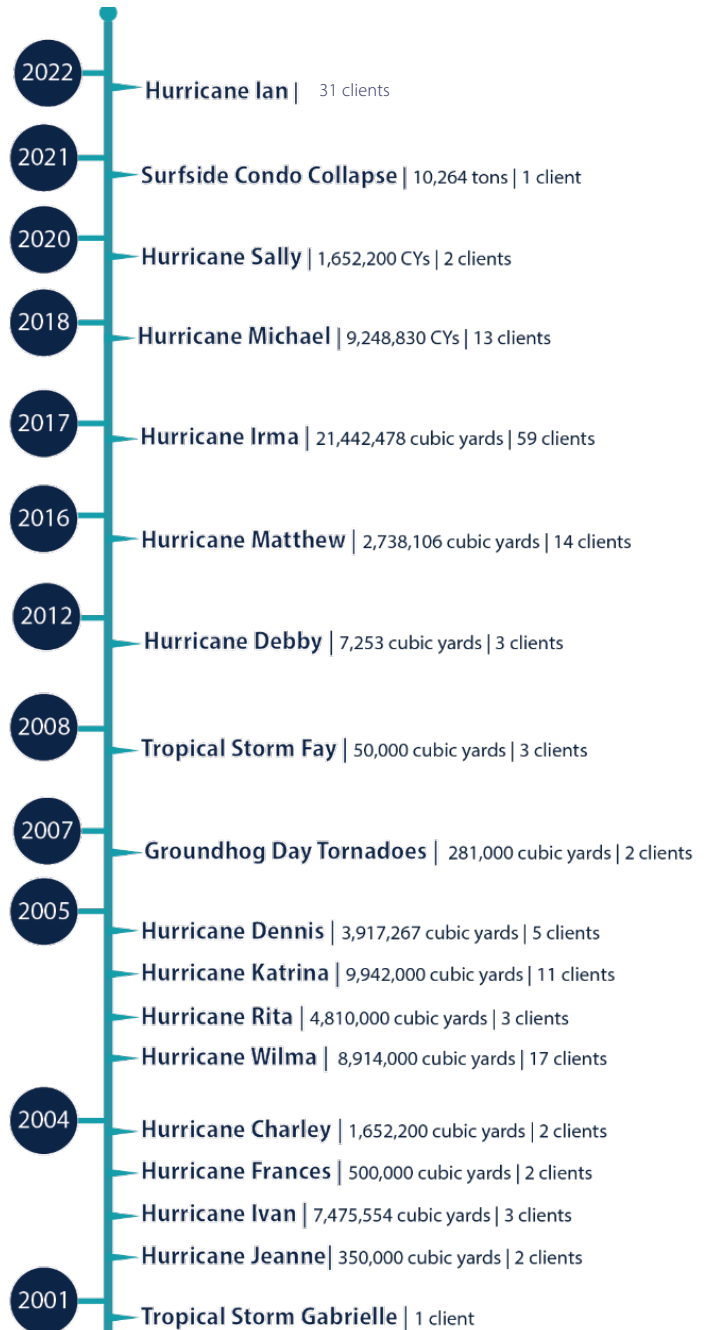 2022
Hurricane Ian | 31 clients
2021
Surfside Condo Collapse | 10,264 tons | 1 client
2020
Hurricane Sally | 1,652,200 CYs | 2 clients
2018
Hurricane Michael | 9,248,830 CYs | 13 clients
2017
Hurricane Irma | 21,442,478 cubic yards | 59 clients
2016
Hurricane Matthew | 2,738,106 cubic yards | 14 clients
2012
Hurricane Debby | 7,253 cubic yards | 3 clients
2008
Tropical Storm Fay | 50,000 cubic yards | 3 clients
2007
Groundhog Day Tornadoes | 281,000 cubic yards | 2 clients
2005
Hurricane Dennis | 3,917,267 cubic yards | 5 clients
Hurricane Katrina | 9,942,000 cubic yards | 11 clients
Hurricane Rita | 4,810,000 cubic yards | 3 clients
Hurricane Wilma | 8,914,000 cubic yards | 17 clients
2004
Hurricane Charley | 1,652,200 cubic yards | 2 clients
Hurricane Frances | 500,000 cubic yards | 2 clients
Hurricane Ivan | 7,475,554 cubic yards | 3 clients
Hurricane Jeanne | 350,000 cubic yards | 2 clients
2001
Tropical Storm Gabrielle | 1 client